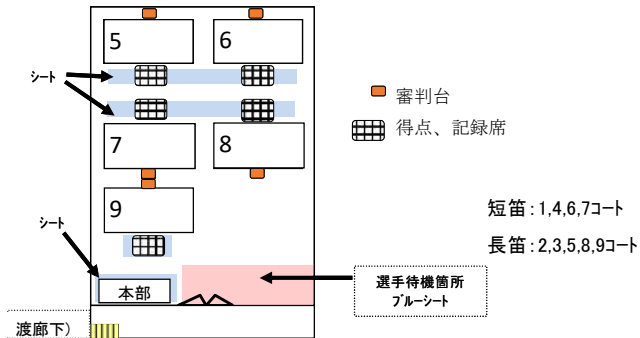 5
6
シート
審判台
得点、記録席
7
8
9
短笛：1,4,6,7コート
シート
長笛：2,3,5,8,9コート
選手待機箇所
ブルーシート
本部
渡廊下）